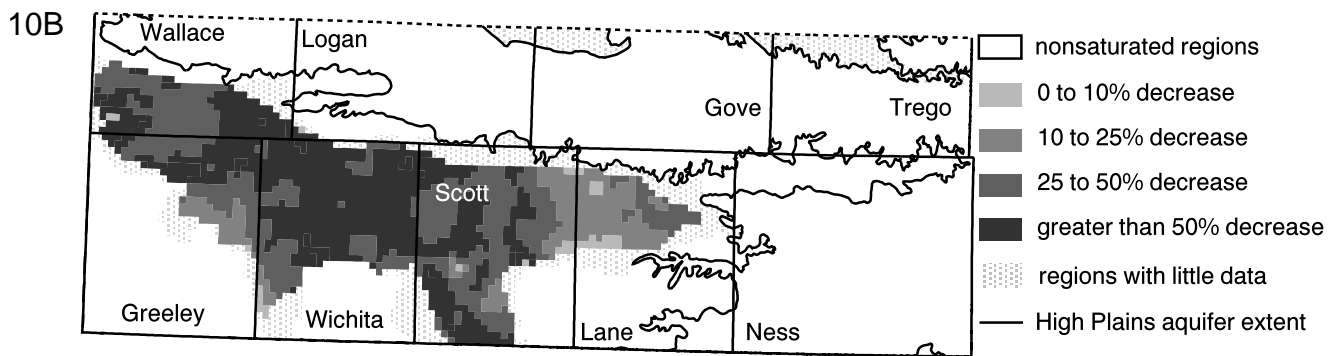 10B
Wallace
Logan
Gove
Trego
Scott
Greeley
Wichita
Lane
Ness
nonsaturated regions
0 to 10% decrease
10 to 25% decrease
25 to 50% decrease
greater than 50% decrease
regions with little data
High Plains aquifer extent